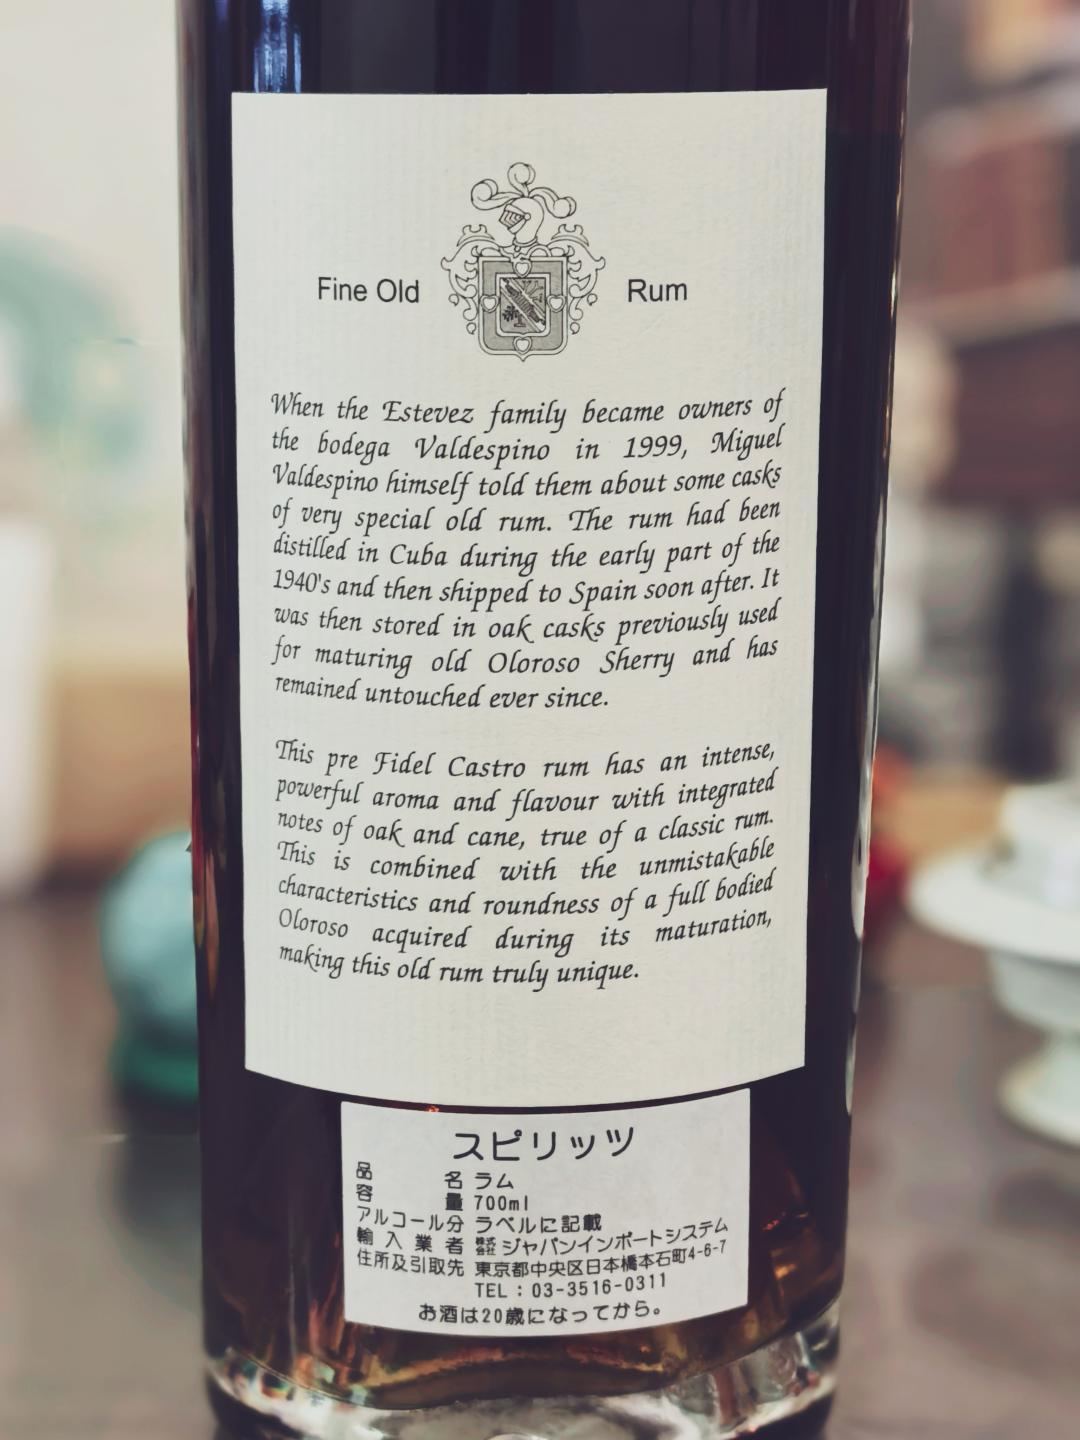 Fine Old Rum
When the Estevez family became owners of
the bodega Valdespino in 1999, Miguel
Valdespino himself told them about some casks
of very special old rum. The rum had been
distilled in Cuba during the early part of the
1940's and then shipped to Spain soon after. It
was then stored in oak casks previously used
for maturing old Oloroso Sherry and has
remained untouched ever since.
This pre Fidel Castro rum has an intense,
powerful aroma and flavour with integrated
notes of oak and cane, true of a classic rum.
This is combined with the unmistakable
characteristics and roundness of a full bodied
Oloroso acquired during its maturation,
making this old rum truly unique.
スピリッツ
品名 ラム
容量 700ml
アルコール分 ラベルに記載
輸入業者 株式会社 ジャパンインポートシステム
住所及引取先 東京都中央区日本橋本石町4-6-7
TEL：03-3516-0311
お酒は20歳になってから。